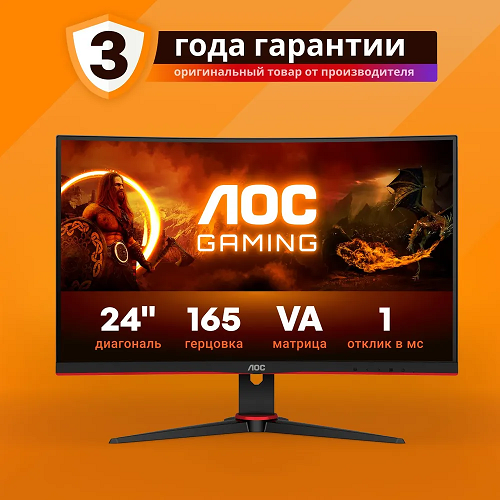 3
года гарантии
оригинальный товар от производителя
AOC
GAMING
24" 165 VA 1
диагональ герцовка матрица отклик в мс
AOC